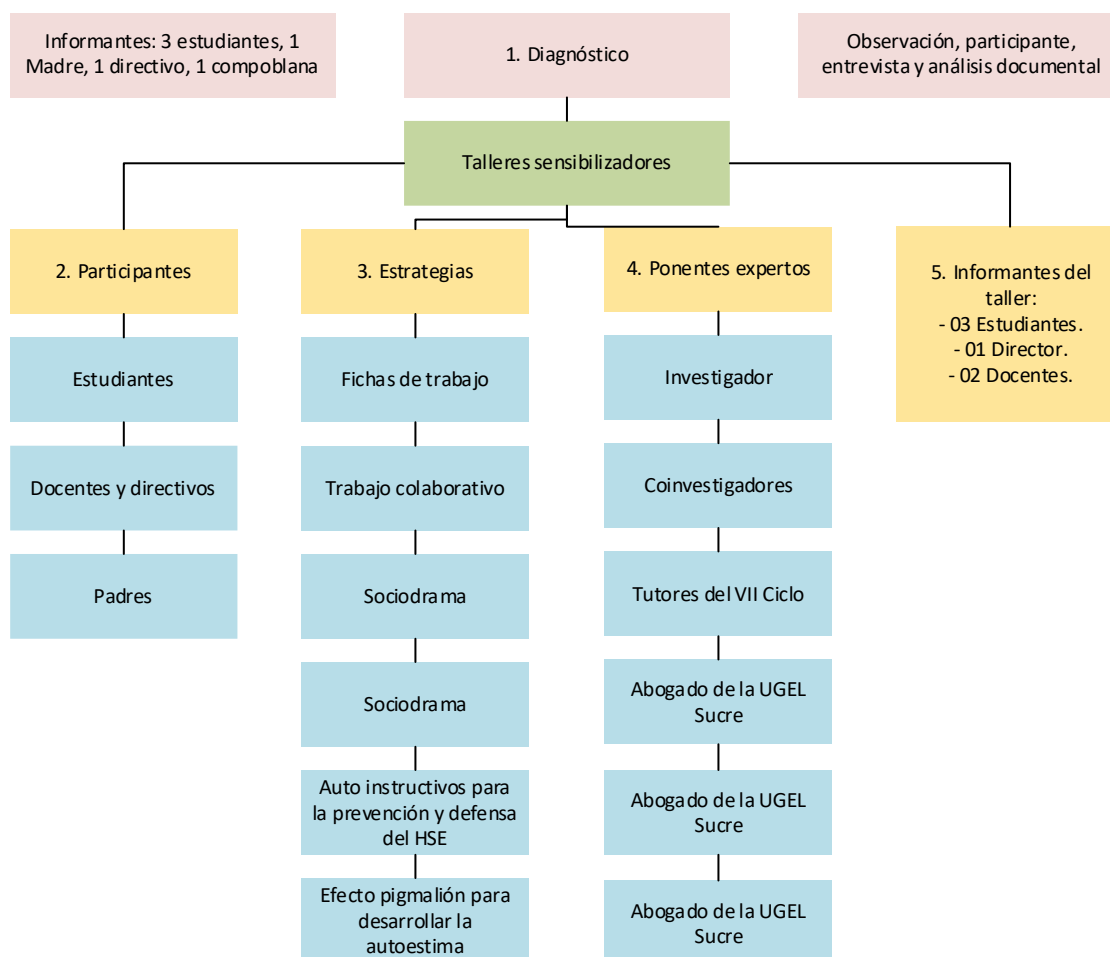 Informantes: 3 estudiantes, 1
Madre, 1 directivo, 1 compoblana
1. Diagnóstico
Observación, participante,
entrevista y análisis documental
Talleres sensibilizadores
2. Participantes
Estudiantes
Docentes y directivos
Padres
3. Estrategias
Fichas de trabajo
Trabajo colaborativo
Sociodrama
Sociodrama
Auto instructivos para
la prevención y defensa
del HSE
Efecto pigmalión para
desarrollar la
autoestima
4. Ponentes expertos
Investigador
Coinvestigadores
Tutores del VII Ciclo
Abogado de la UGEL
Sucre
Abogado de la UGEL
Sucre
Abogado de la UGEL
Sucre
5. Informantes del
taller:
- 03 Estudiantes.
- 01 Director.
- 02 Docentes.